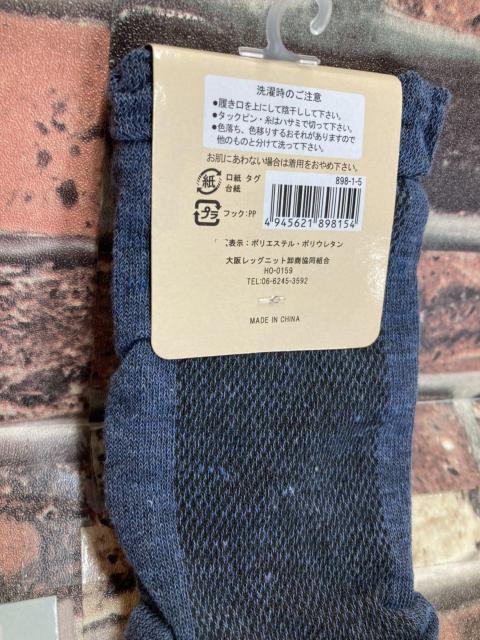 洗濯時のご注意
●履き口を上にして陰干しして下さい。
●タックピン・糸はハサミで切って下さい。
●色落ち、色移りするおそれがありますので
他のものと分けて洗って下さい。
お肌にあわない場合は着用をおやめ下さい。
紙 口紙 タグ
台紙
プラ フック:PP
898-1-5
4 945621 898154
表示:ポリエステル・ポリウレタン
大阪レッグニット卸商協同組合
HO-0159
TEL:06-6245-3592
MADE IN CHINA